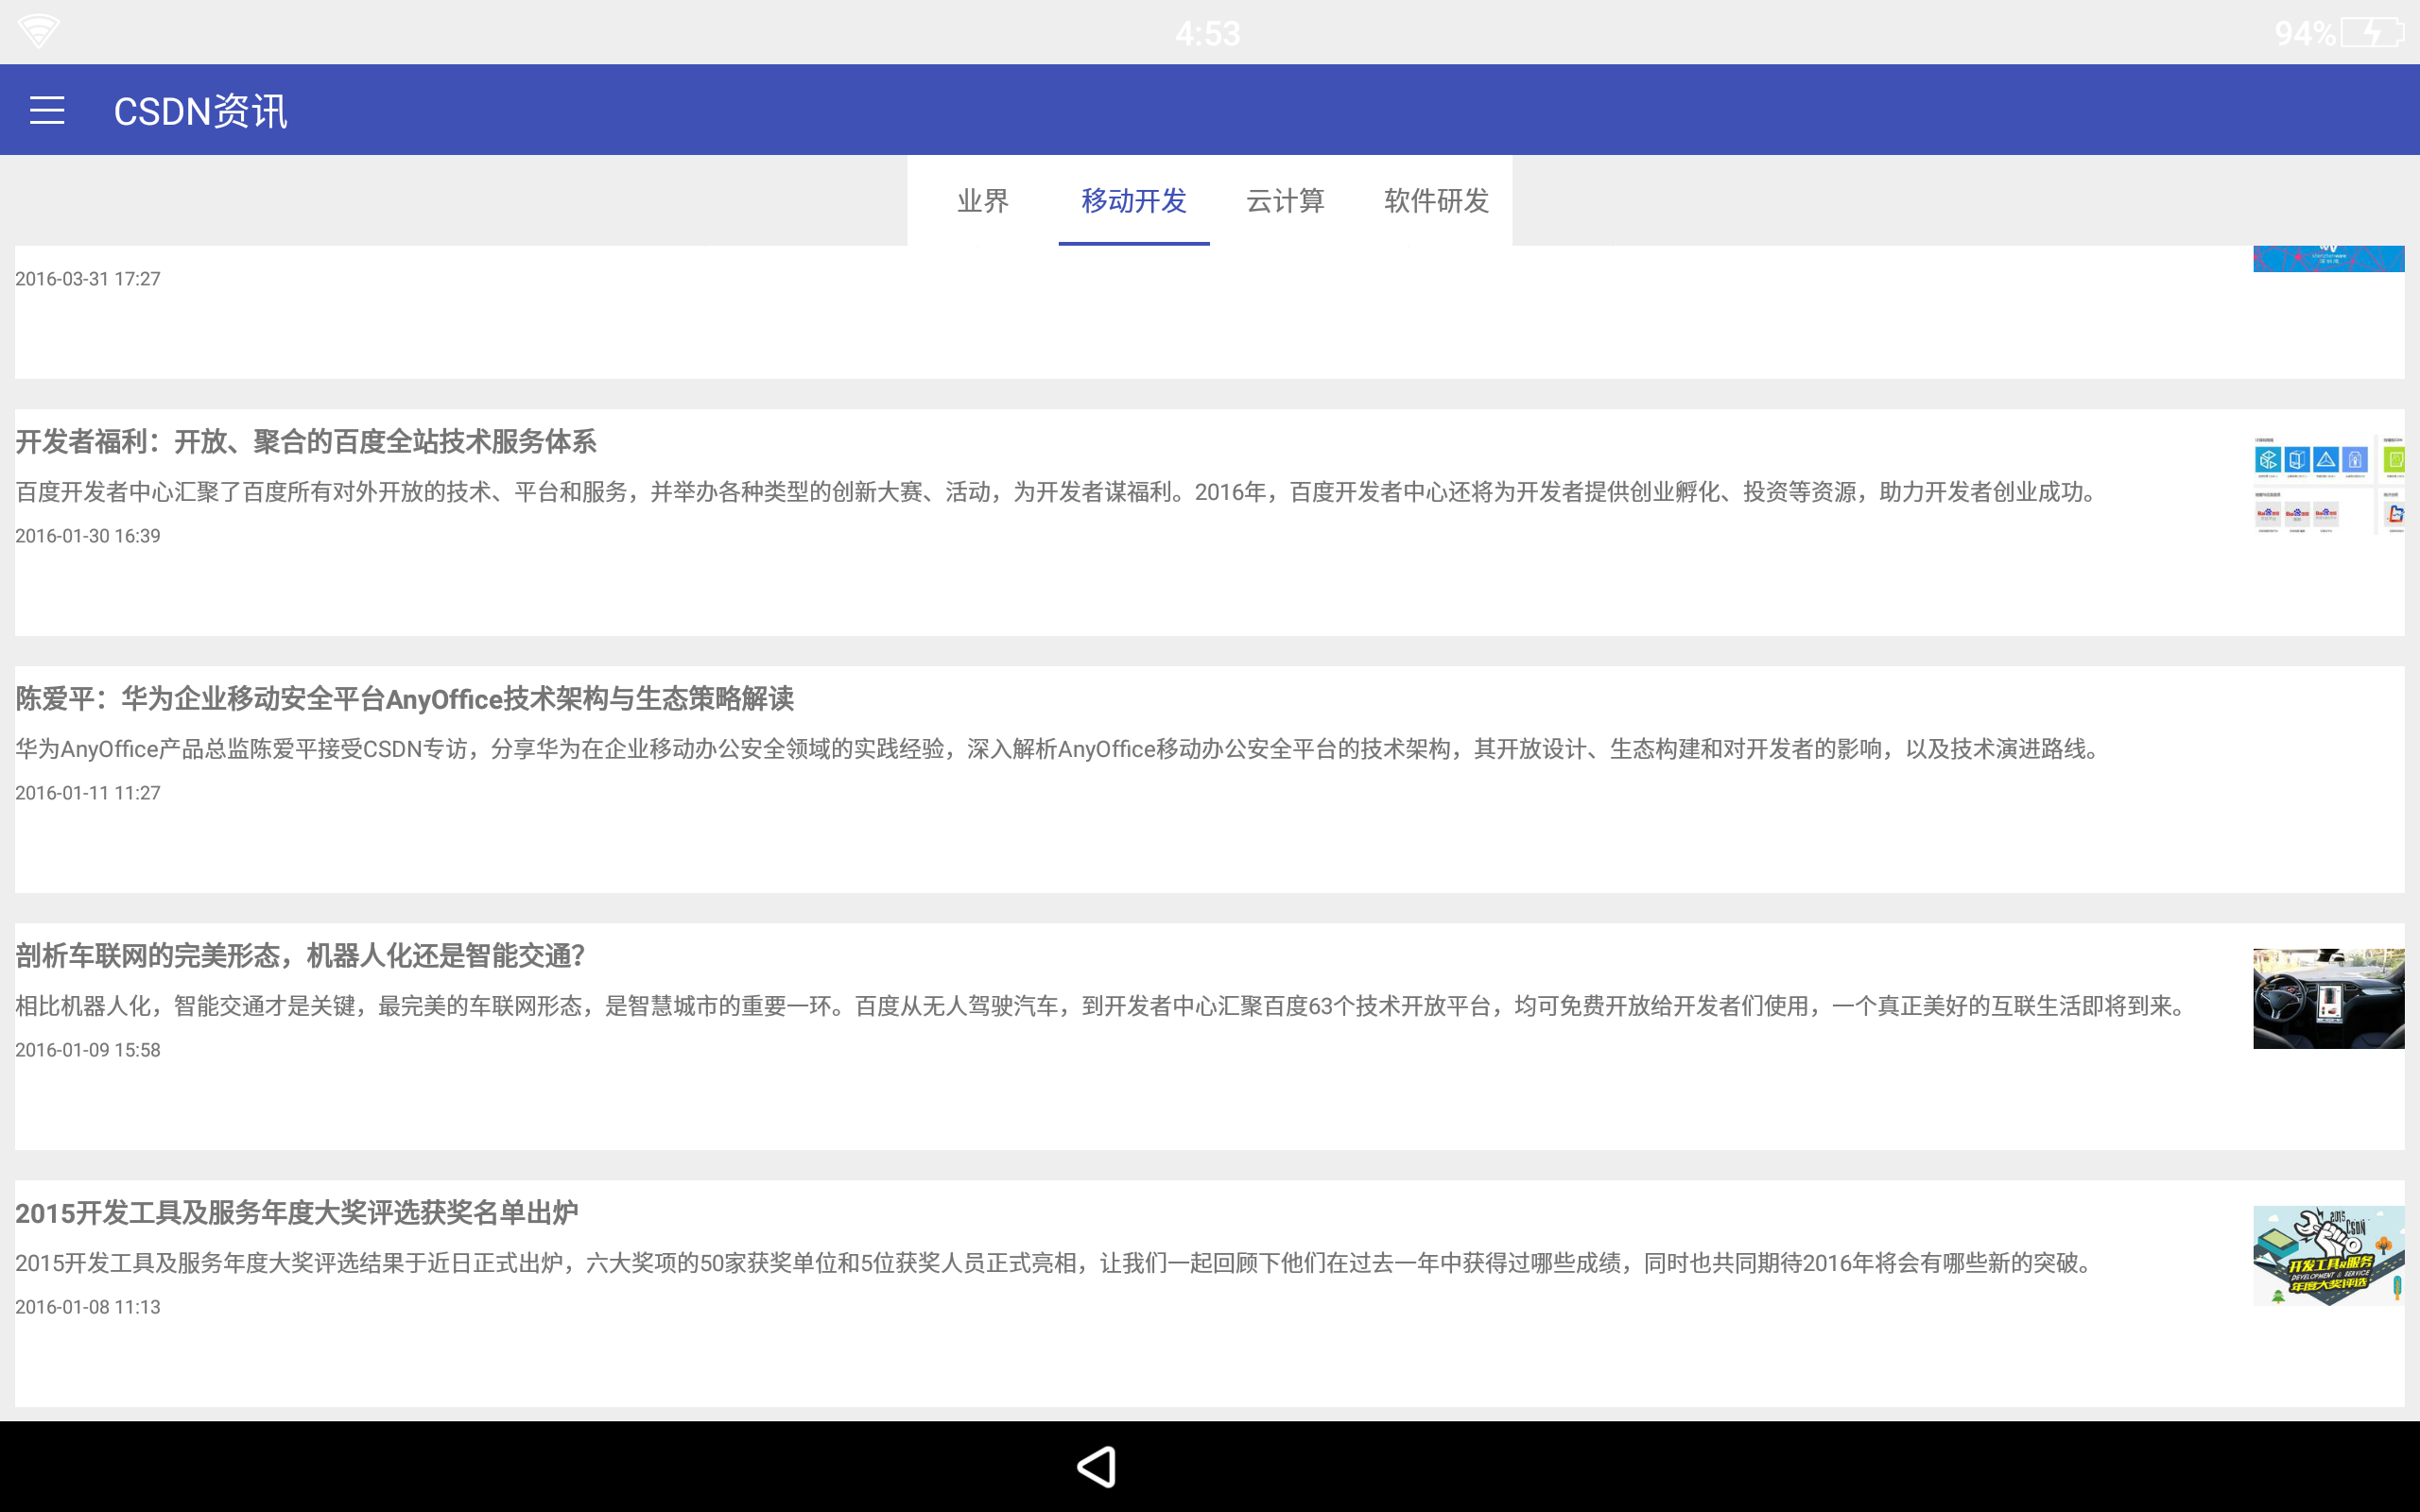 4:53
94%
CSDN资讯
业界 移动开发 云计算 软件研发
2016-03-31 17:27
开发者福利：开放、聚合的百度全站技术服务体系
百度开发者中心汇聚了百度所有对外开放的技术、平台和服务，并举办各种类型的创新大赛、活动，为开发者谋福利。2016年，百度开发者中心还将为开发者提供创业孵化、投资等资源，助力开发者创业成功。
2016-01-30 16:39
陈爱平：华为企业移动安全平台AnyOffice技术架构与生态策略解读
华为AnyOffice产品总监陈爱平接受CSDN专访，分享华为在企业移动办公安全领域的实践经验，深入解析AnyOffice移动办公安全平台的技术架构，其开放设计、生态构建和对开发者的影响，以及技术演进路线。
2016-01-11 11:27
剖析车联网的完美形态，机器人化还是智能交通？
相比机器人化，智能交通才是关键，最完美的车联网形态，是智慧城市的重要一环。百度从无人驾驶汽车，到开发者中心汇聚百度63个技术开放平台，均可免费开放给开发者们使用，一个真正美好的互联生活即将到来。
2016-01-09 15:58
2015开发工具及服务年度大奖评选获奖名单出炉
2015开发工具及服务年度大奖评选结果于近日正式出炉，六大奖项的50家获奖单位和5位获奖人员正式亮相，让我们一起回顾下他们在过去一年中获得过哪些成绩，同时也共同期待2016年将会有哪些新的突破。
2016-01-08 11:13
2015
CSDN
开发工具及服务
DEVELOPMENT & SERVICE
年度大奖评选